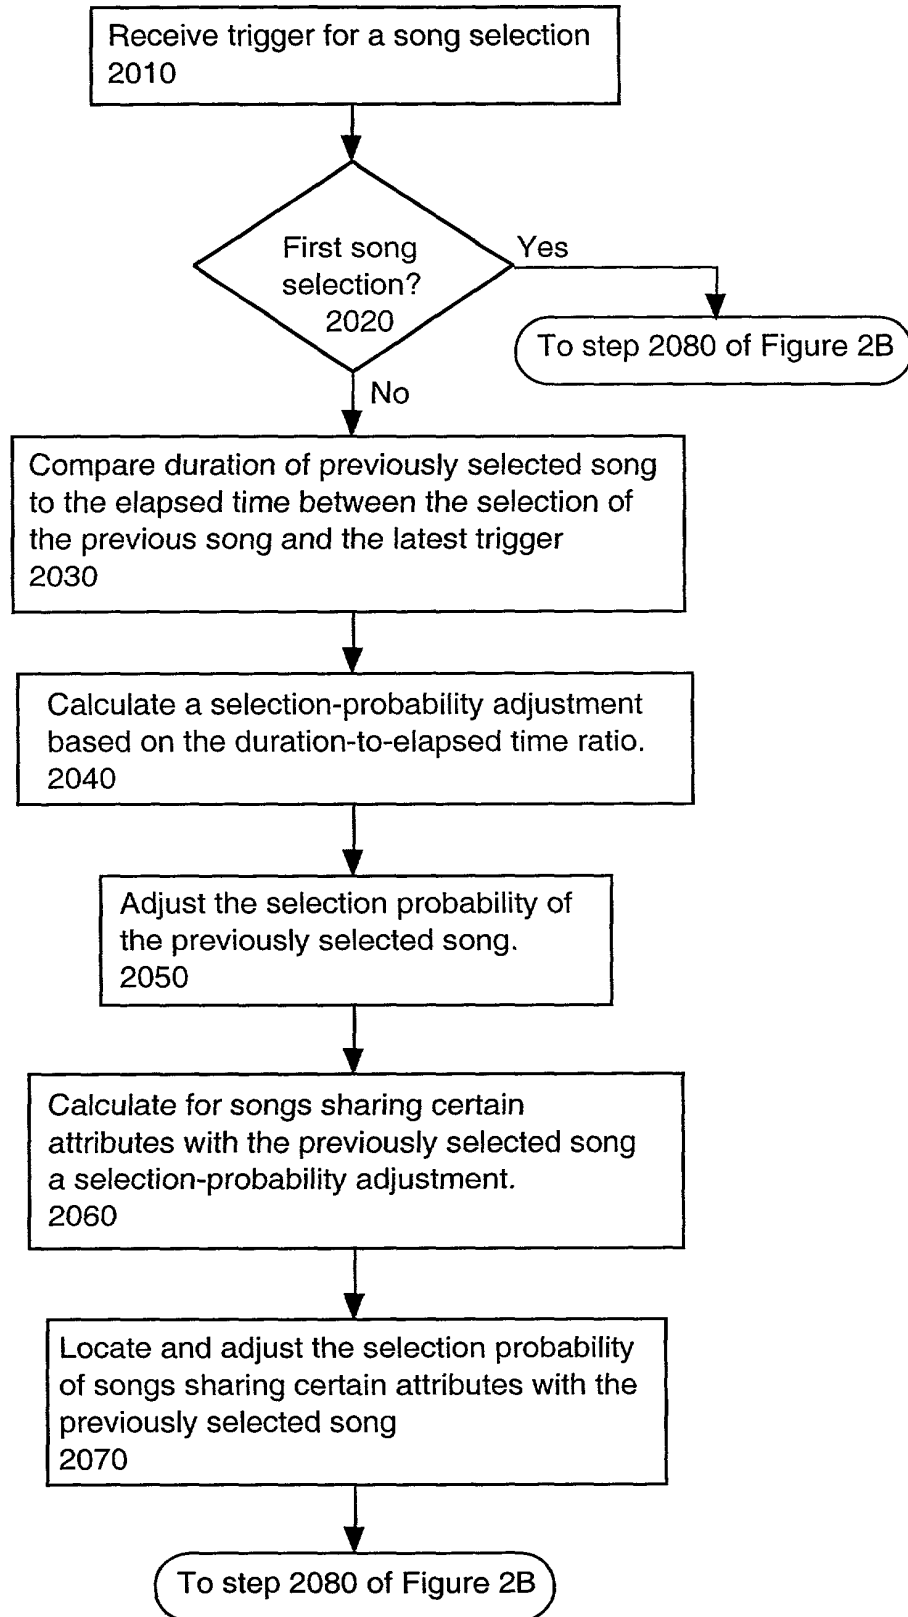 Receive trigger for a song selection
2010
First song
selection?
2020
Yes
To step 2080 of Figure 2B
No
Compare duration of previously selected song
to the elapsed time between the selection of
the previous song and the latest trigger
2030
Calculate a selection-probability adjustment
based on the duration-to-elapsed time ratio.
2040
Adjust the selection probability of
the previously selected song.
2050
Calculate for songs sharing certain
attributes with the previously selected song
a selection-probability adjustment.
2060
Locate and adjust the selection probability
of songs sharing certain attributes with the
previously selected song
2070
To step 2080 of Figure 2B